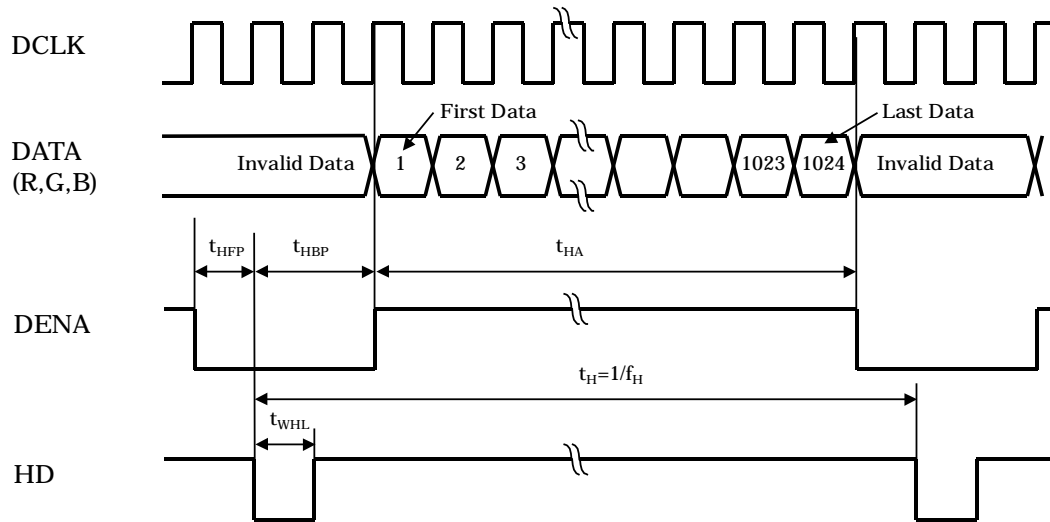 DCLK
First Data
Last Data
DATA
(R,G,B)
Invalid Data 1 2 3 1023 1024 Invalid Data
tHFP tHBP tHA
DENA
tH=1/fH
tWHL
HD